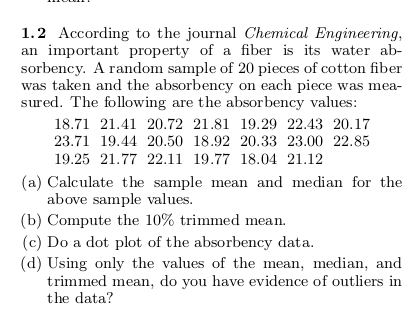 1.2 According to the journal Chemical Engineering,
an important property of a fiber is its water ab-
sorbency. A random sample of 20 pieces of cotton fiber
was taken and the absorbency on each piece was mea-
sured. The following are the absorbency values:
18.71 21.41 20.72 21.81 19.29 22.43 20.17
23.71 19.44 20.50 18.92 20.33 23.00 22.85
19.25 21.77 22.11 19.77 18.04 21.12
(a) Calculate the sample mean and median for the
above sample values.
(b) Compute the 10% trimmed mean.
(c) Do a dot plot of the absorbency data.
(d) Using only the values of the mean, median, and
trimmed mean, do you have evidence of outliers in
the data?